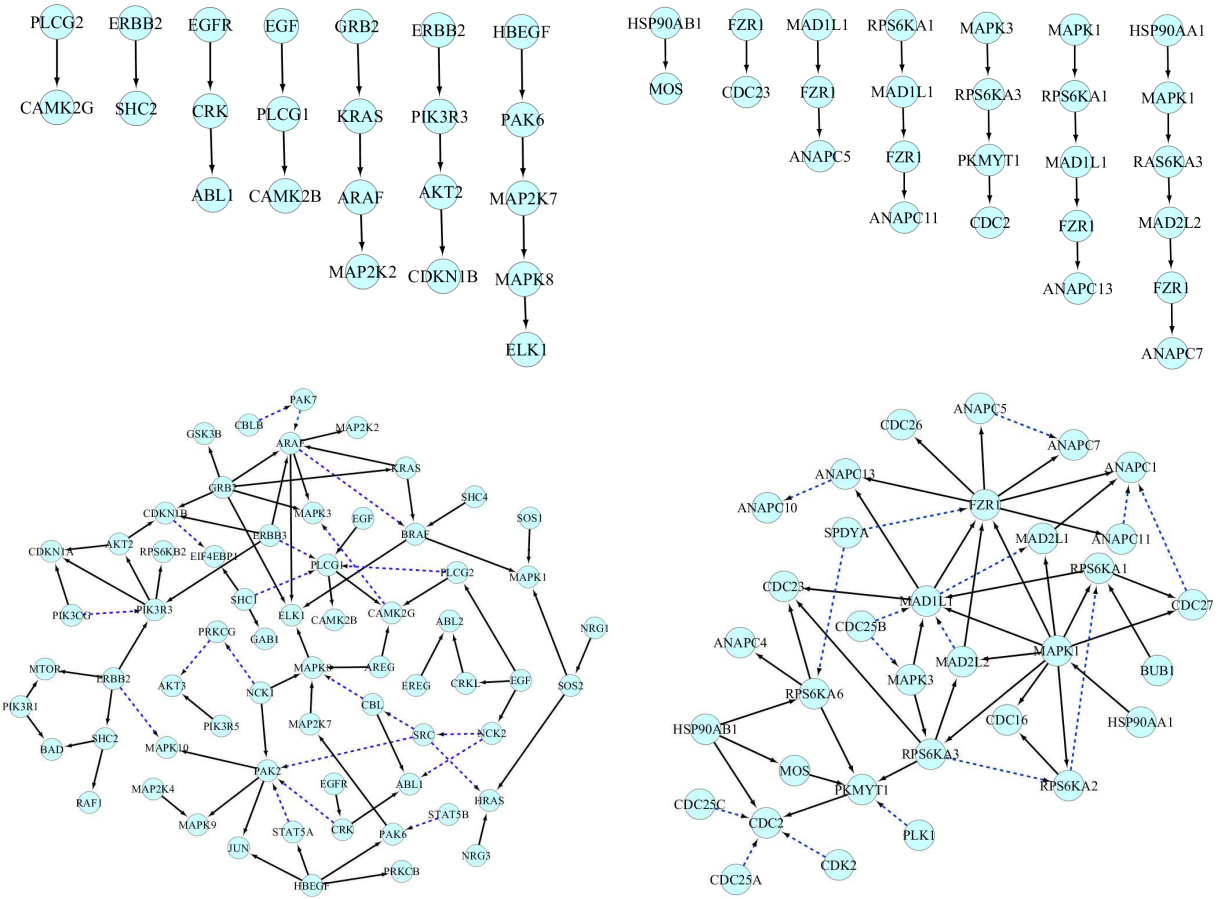 PLCG2 ERBB2 EGFR EGF GRB2 ERBB2 HBEGF
CAMK2G SHC2 CRK PLCG1 KRAS PIK3R3 PAK6
ABL1 CAMK2B ARAF AKT2 MAP2K7
MAP2K2 CDKN1B MAPK8
ELK1
HSP90AB1 FZR1 MAD1L1 RPS6KA1 MAPK3 MAPK1 HSP90AA1
MOS CDC23 FZR1 MAD1L1 RPS6KA3 RPS6KA1 MAPK1
ANAPC5 FZR1 PKMYT1 MAD1L1 RAS6KA3
ANAPC11 CDC2 FZR1 MAD2L2
ANAPC13 FZR1
ANAPC7
PAK7
CBLB
MAP2K2
GSK3B
ARAF
KRAS
GRB2
SHC4
CDKN1B
MAPK3
EGF
SOS1
ERBB3
BRAF
AKT2
CDKN1A
RPS6KB2
EIF4EBP1
PLCG1
PLCG2
MAPK1
SHC1
PIK3CG
PIK3R3
ELK1
CAMK2B
CAMK2G
ABL2
NRG1
PRKCG
GAB1
MTOR
ERBB2
MAPK8
AREG
AKT3
NCK1
EREG
CRKL
EGF
SOS2
PIK3R1
CBL
PIK3R5
MAP2K7
SRC
NCK2
BAD
SHC2
MAPK10
PAK2
EGFR
ABL1
RAF1
MAP2K4
HRAS
MAPK9
STAT5A
CRK
PAK6
STAT5B
JUN
NRG3
HBEGF
PRKCB
ANAPC5
CDC26
ANAPC7
ANAPC13
ANAPC1
ANAPC10
FZR1
SPDYA
MAD2L1
ANAPC11
RPS6KA1
CDC23
MAD1L1
CDC27
CDC25B
ANAPC4
MAD2L2
MAPK1
BUB1
RPS6KA6
MAPK3
CDC16
HSP90AA1
HSP90AB1
RPS6KA3
MOS
RPS6KA2
PKMYT1
CDC25C
CDC2
PLK1
CDK2
CDC25A